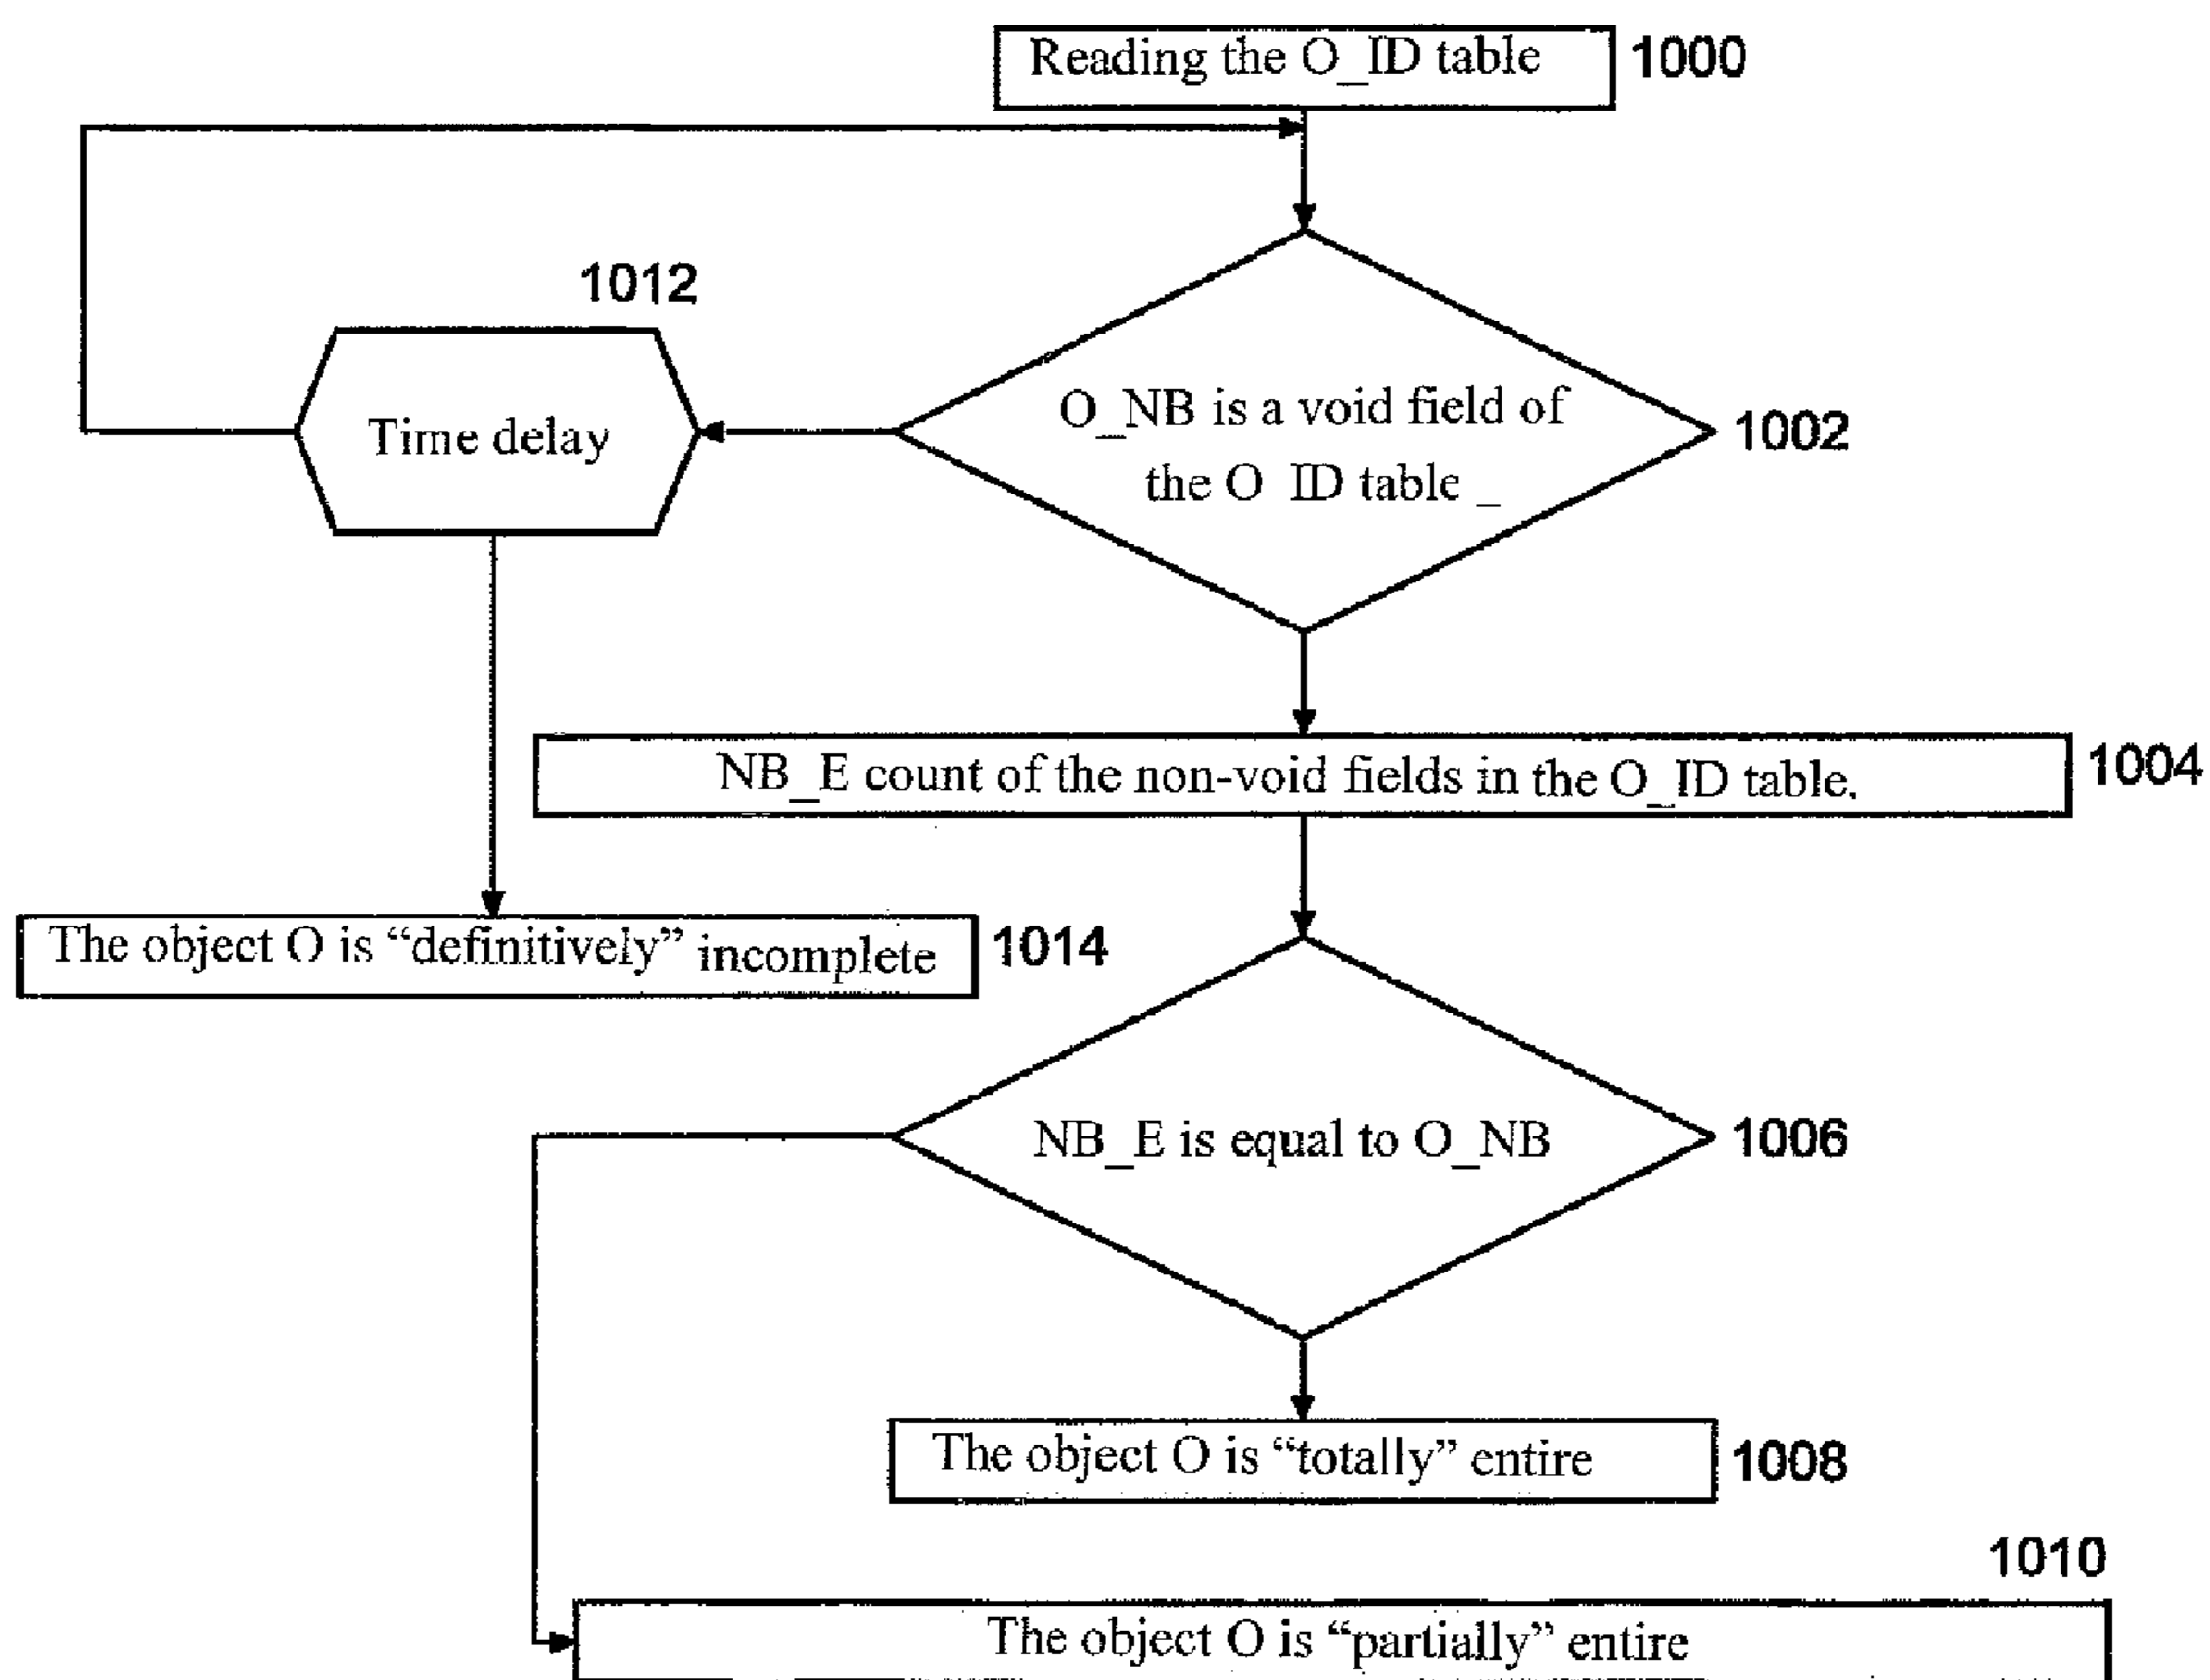 Reading the O_ID table
1000
1012
Time delay
O_NB is a void field of
the O ID table _
1002
NB_E count of the non-void fields in the O_ID table.
1004
The object O is “definitively” incomplete
1014
NB_E is equal to O_NB
1006
The object O is “totally” entire
1008
1010
The object O is “partially” entire